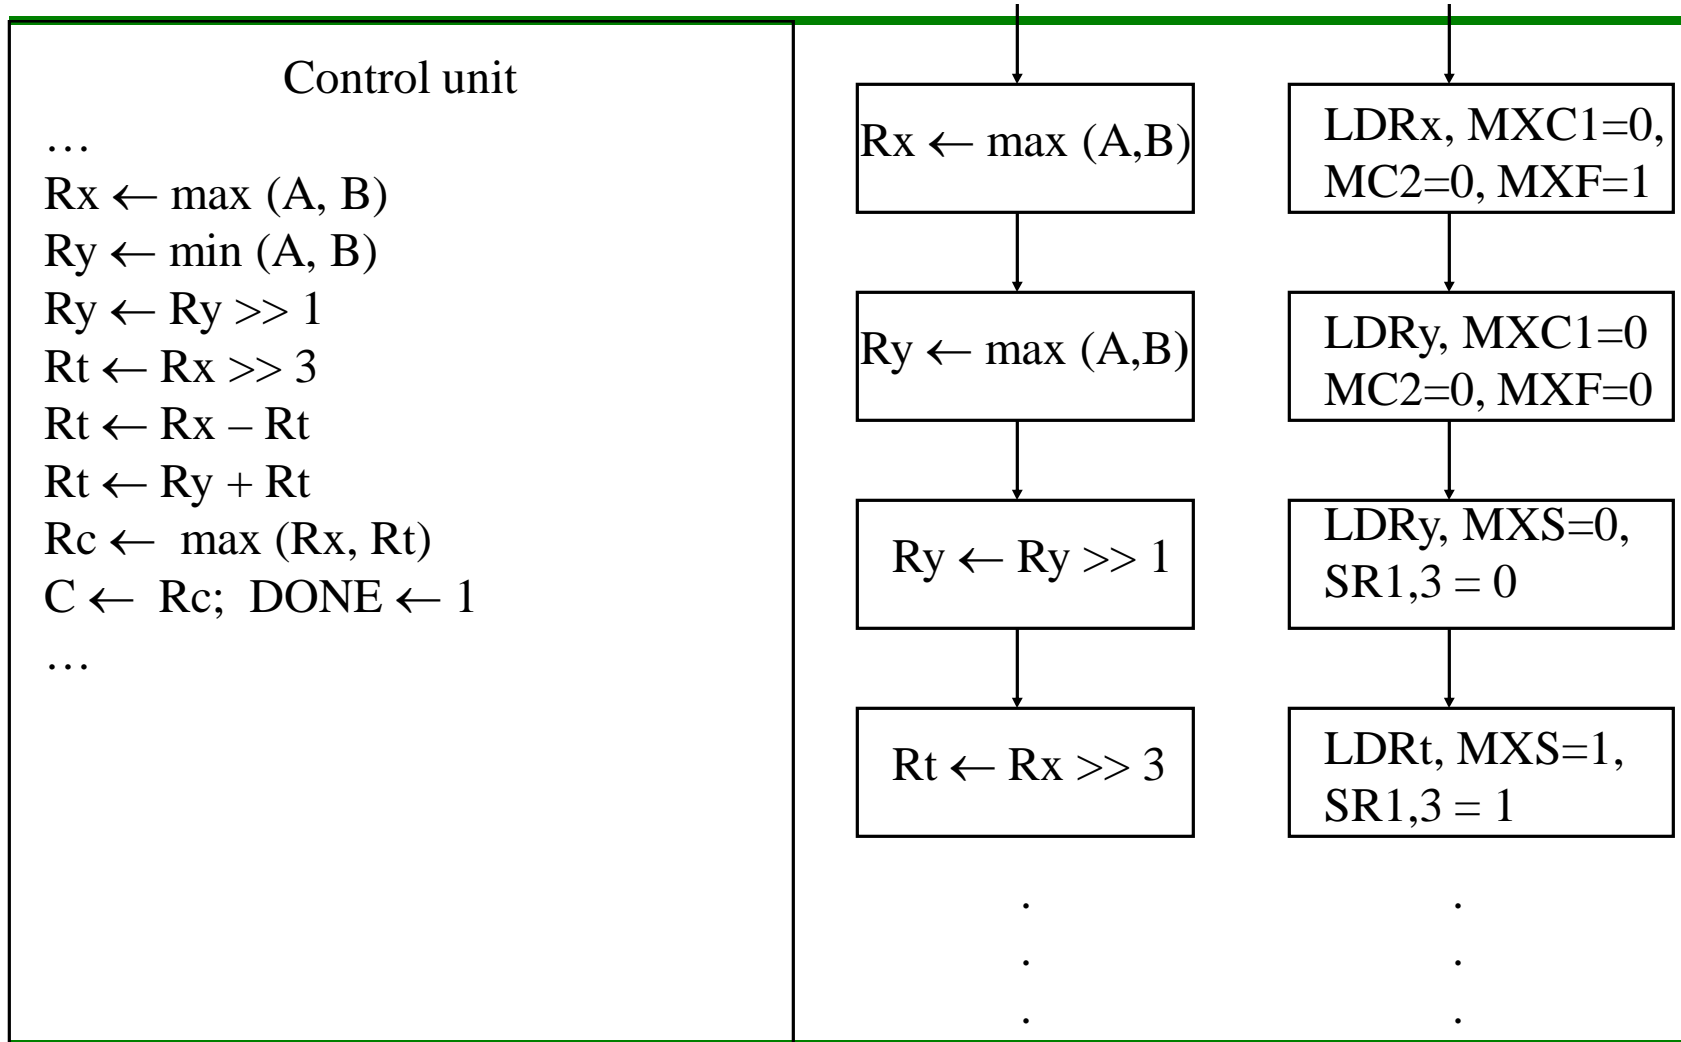 Control unit
…
Rx ← max (A, B)
Ry ← min (A, B)
Ry ← Ry >> 1
Rt ← Rx >> 3
Rt ← Rx – Rt
Rt ← Ry + Rt
Rc ← max (Rx, Rt)
C ← Rc; DONE ← 1
…
Rx ← max (A,B)
Ry ← max (A,B)
Ry ← Ry >> 1
Rt ← Rx >> 3
.
.
.
LDRx, MXC1=0,
MC2=0, MXF=1
LDRy, MXC1=0
MC2=0, MXF=0
LDRy, MXS=0,
SR1,3 = 0
LDRt, MXS=1,
SR1,3 = 1
.
.
.